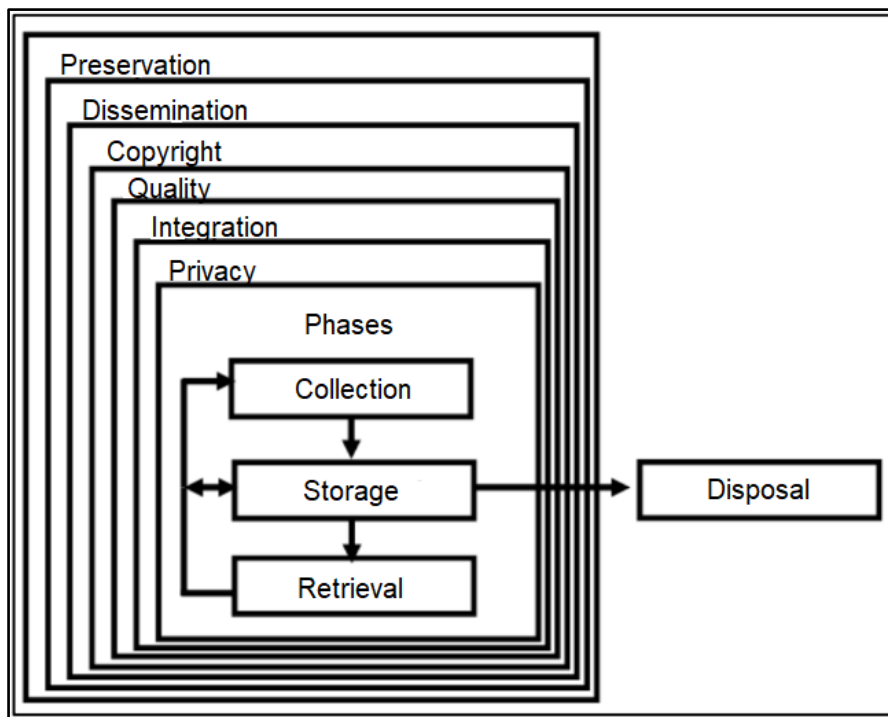 Preservation
Dissemination
Copyright
Quality
Integration
Privacy
Phases
Collection
Storage
Disposal
Retrieval